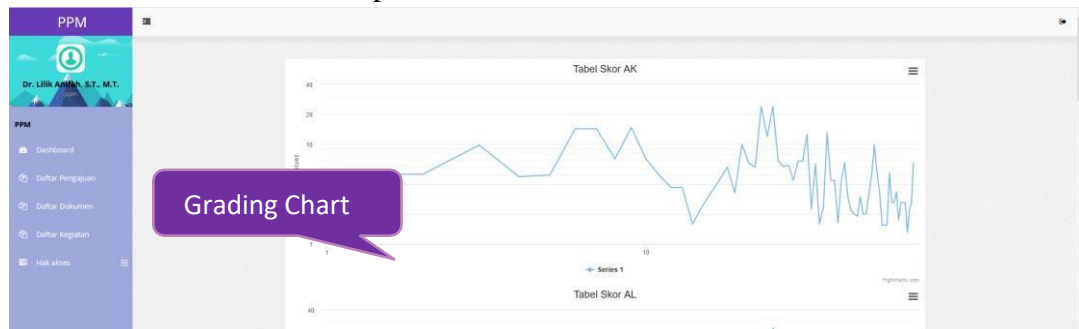 PPM
Dr. Lilik Anifah, S.T., M.T.
PPM
Dashboard
Daftar Pengajuan
Daftar Dokumen
Daftar Kegiatan
Hak akses
Tabel Skor AK
40
20
10
1
1
10
Series 1
Highcharts.com
Grading Chart
Tabel Skor AL
40